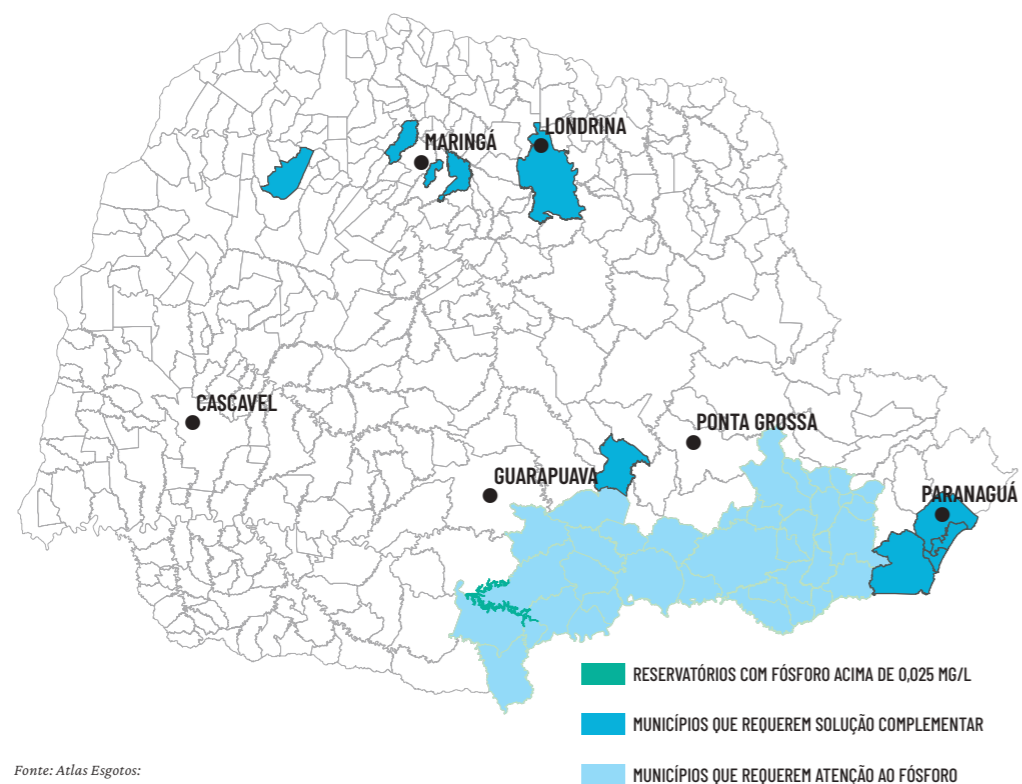 LONDRINA
MARINGÁ
CASCAVEL
PONTA GROSSA
GUARAPUAVA
PARANAGUÁ
RESERVATÓRIOS COM FÓSFORO ACIMA DE 0,025 MG/L
MUNICÍPIOS QUE REQUEREM SOLUÇÃO COMPLEMENTAR
MUNICÍPIOS QUE REQUEREM ATENÇÃO AO FÓSFORO
Fonte: Atlas Esgotos: